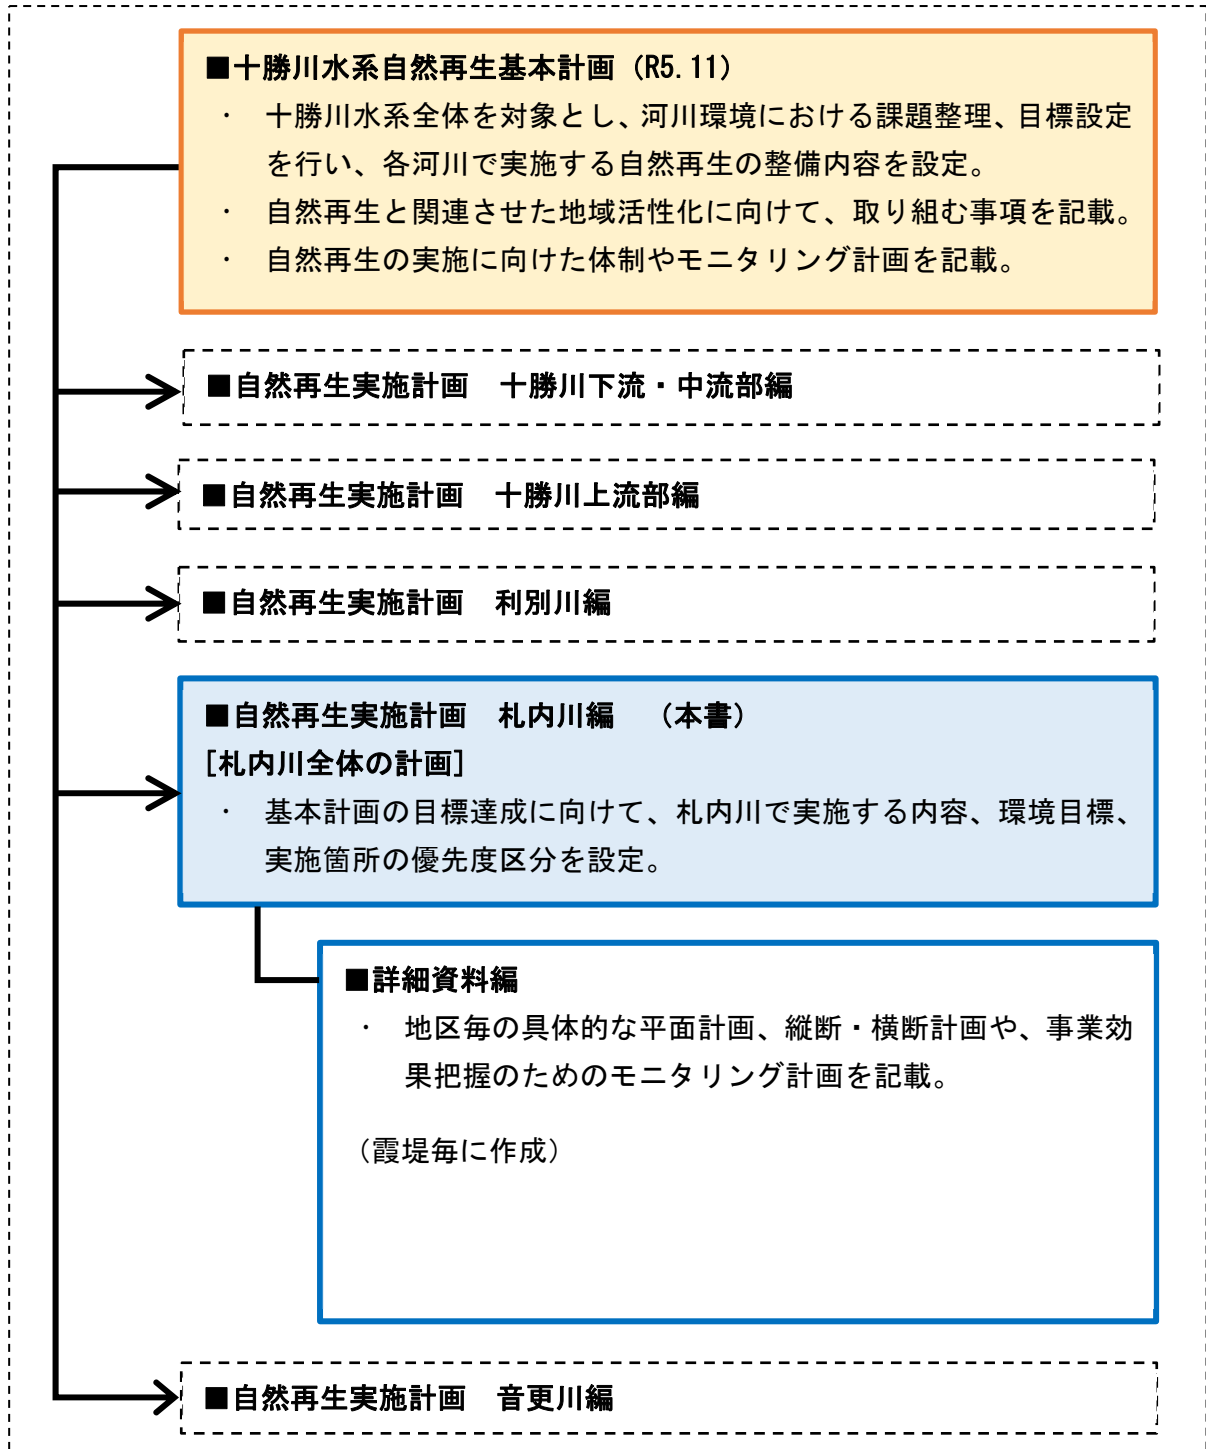 ■十勝川水系自然再生基本計画（R5.11）
・　十勝川水系全体を対象とし、河川環境における課題整理、目標設定
を行い、各河川で実施する自然再生の整備内容を設定。
・　自然再生と関連させた地域活性化に向けて、取り組む事項を記載。
・　自然再生の実施に向けた体制やモニタリング計画を記載。
■自然再生実施計画　十勝川下流・中流部編
■自然再生実施計画　十勝川上流部編
■自然再生実施計画　利別川編
■自然再生実施計画　札内川編　（本書）
[札内川全体の計画]
・　基本計画の目標達成に向けて、札内川で実施する内容、環境目標、
実施箇所の優先度区分を設定。
■詳細資料編
・　地区毎の具体的な平面計画、縦断・横断計画や、事業効
果把握のためのモニタリング計画を記載。
（霞堤毎に作成）
■自然再生実施計画　音更川編